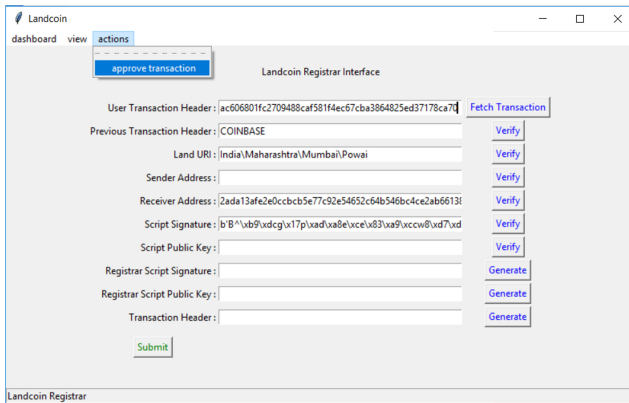 Landcoin
dashboard view actions
approve transaction
Landcoin Registrar Interface
User Transaction Header : ac606801fc2709488caf581f4ec67cba3864825ed37178ca70 Fetch Transaction
Previous Transaction Header : COINBASE Verify
Land URI : India\Maharashtra\Mumbai\Powai Verify
Sender Address : Verify
Receiver Address : 2ada13afe2e0ccbcb5e77c92e54652c64b546bc4ce2ab66138 Verify
Script Signature : b'B^\xb9\xdcg\x17p\xad\xa8e\xce\x83\xa9\xccw8\xd7\xd Verify
Script Public Key : Verify
Registrar Script Signature : Generate
Registrar Script Public Key : Generate
Transaction Header : Generate
Submit
Landcoin Registrar